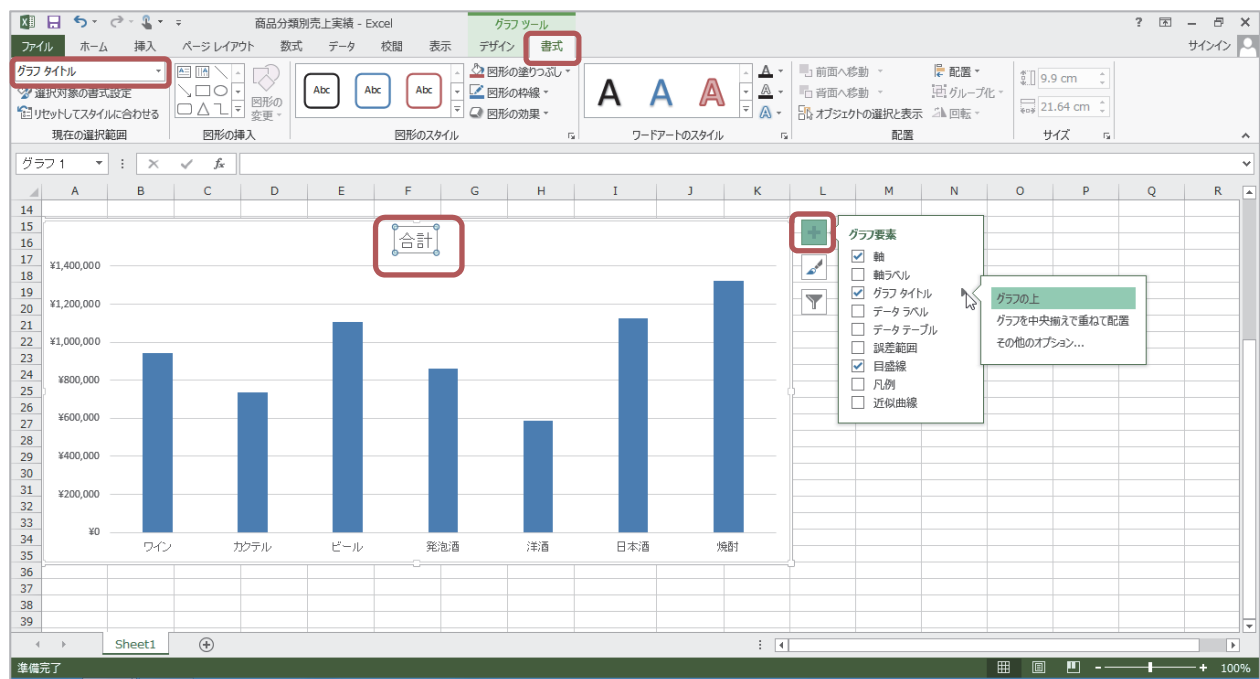 商品分類別売上実績 - Excel
グラフ ツール
?
ファイル ホーム 挿入 ページ レイアウト 数式 データ 校閲 表示 デザイン 書式 サインイン
グラフ タイトル
選択対象の書式設定
リセットしてスタイルに合わせる
現在の選択範囲
図形の
変更
図形の挿入
Abc Abc Abc
図形の塗りつぶし
図形の枠線
図形の効果
図形のスタイル
A A A
A
A
A
ワードアートのスタイル
前面へ移動
背面へ移動
オブジェクトの選択と表示
配置
グループ化
回転
配置
9.9 cm
21.64 cm
サイズ
グラフ 1
fx
A B C D E F G H I J K L M N O P Q R
14
15
16
17
18
19
20
21
22
23
24
25
26
27
28
29
30
31
32
33
34
35
36
37
38
39
合計
¥1,400,000
¥1,200,000
¥1,000,000
¥800,000
¥600,000
¥400,000
¥200,000
¥0
ワイン カクテル ビール 発泡酒 洋酒 日本酒 焼酎
グラフ要素
軸
軸ラベル
グラフ タイトル
データ ラベル
データ テーブル
誤差範囲
目盛線
凡例
近似曲線
グラフの上
グラフを中央揃えで重ねて配置
その他のオプション...
Sheet1
準備完了
100%